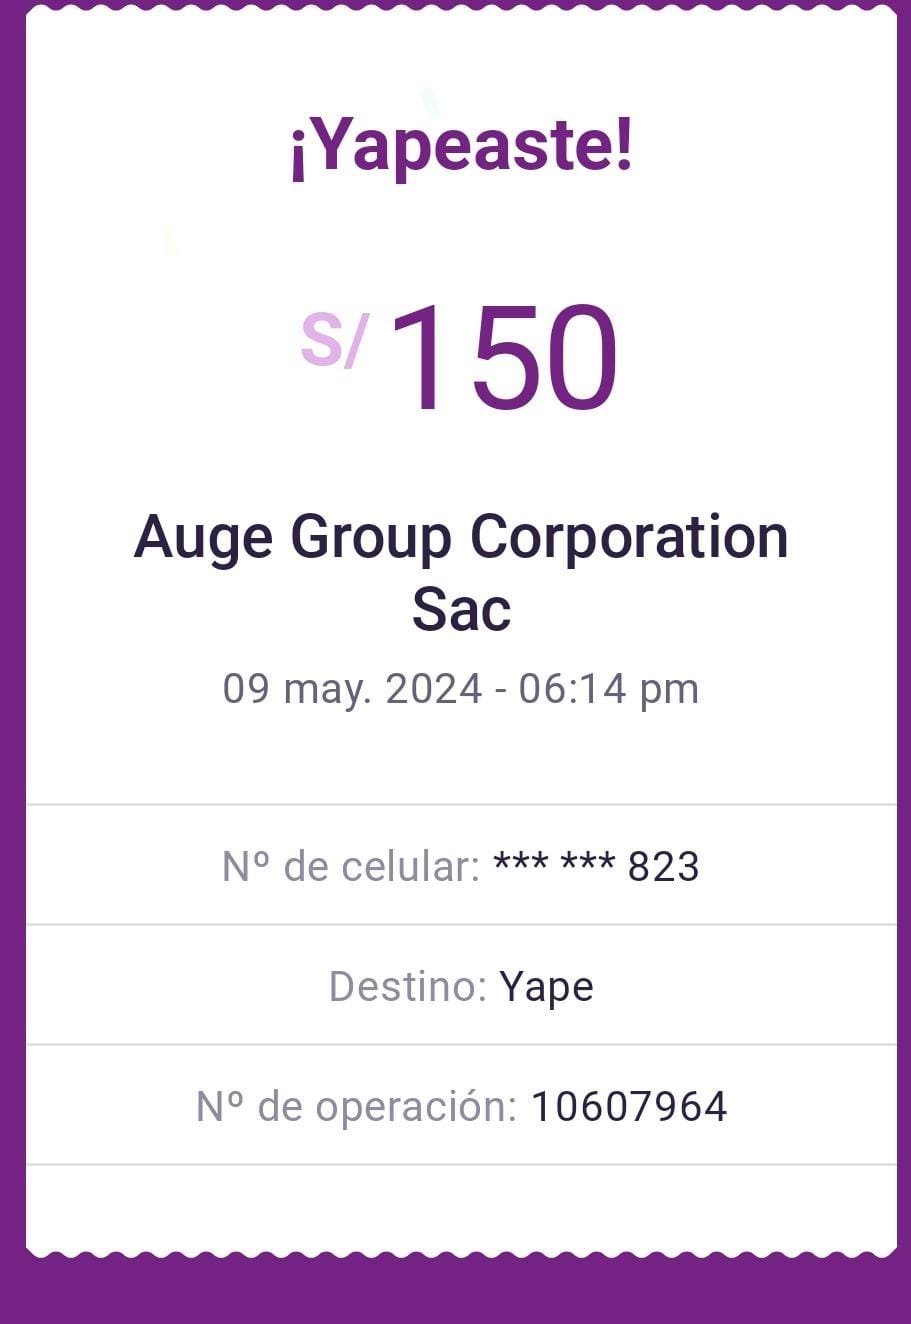 ¡Yapeaste!
S/ 150
Auge Group Corporation
Sac
09 may. 2024 - 06:14 pm
Nº de celular: *** *** 823
Destino: Yape
Nº de operación: 10607964